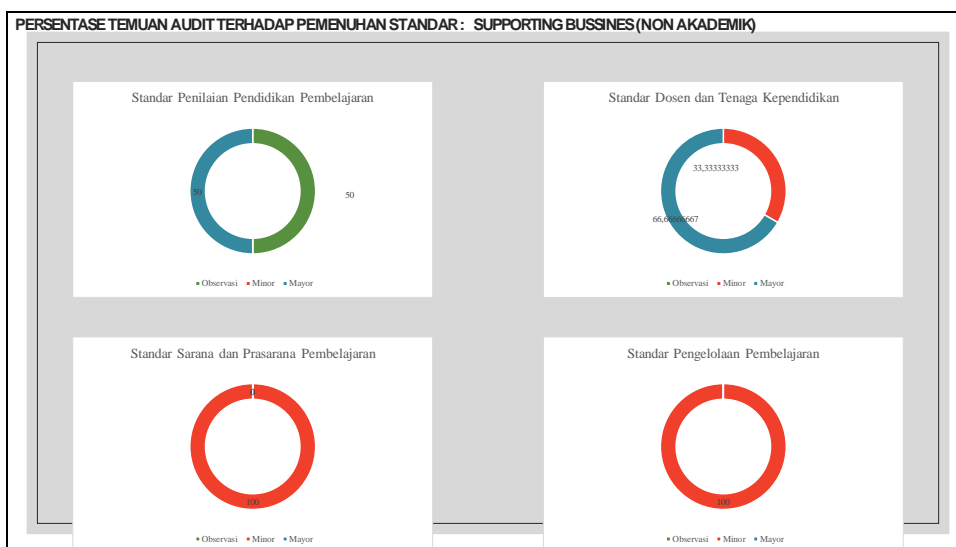 PERSENTASE TEMUAN AUDIT TERHADAP PEMENUHAN STANDAR : SUPPORTING BUSSINES (NON AKADEMIK)
Standar Penilaian Pendidikan Pembelajaran
50
50
Observasi Minor Mayor
Standar Dosen dan Tenaga Kependidikan
33,33333333
66,66666667
Observasi Minor Mayor
Standar Sarana dan Prasarana Pembelajaran
0
100
Observasi Minor Mayor
Standar Pengelolaan Pembelajaran
100
Observasi Minor Mayor